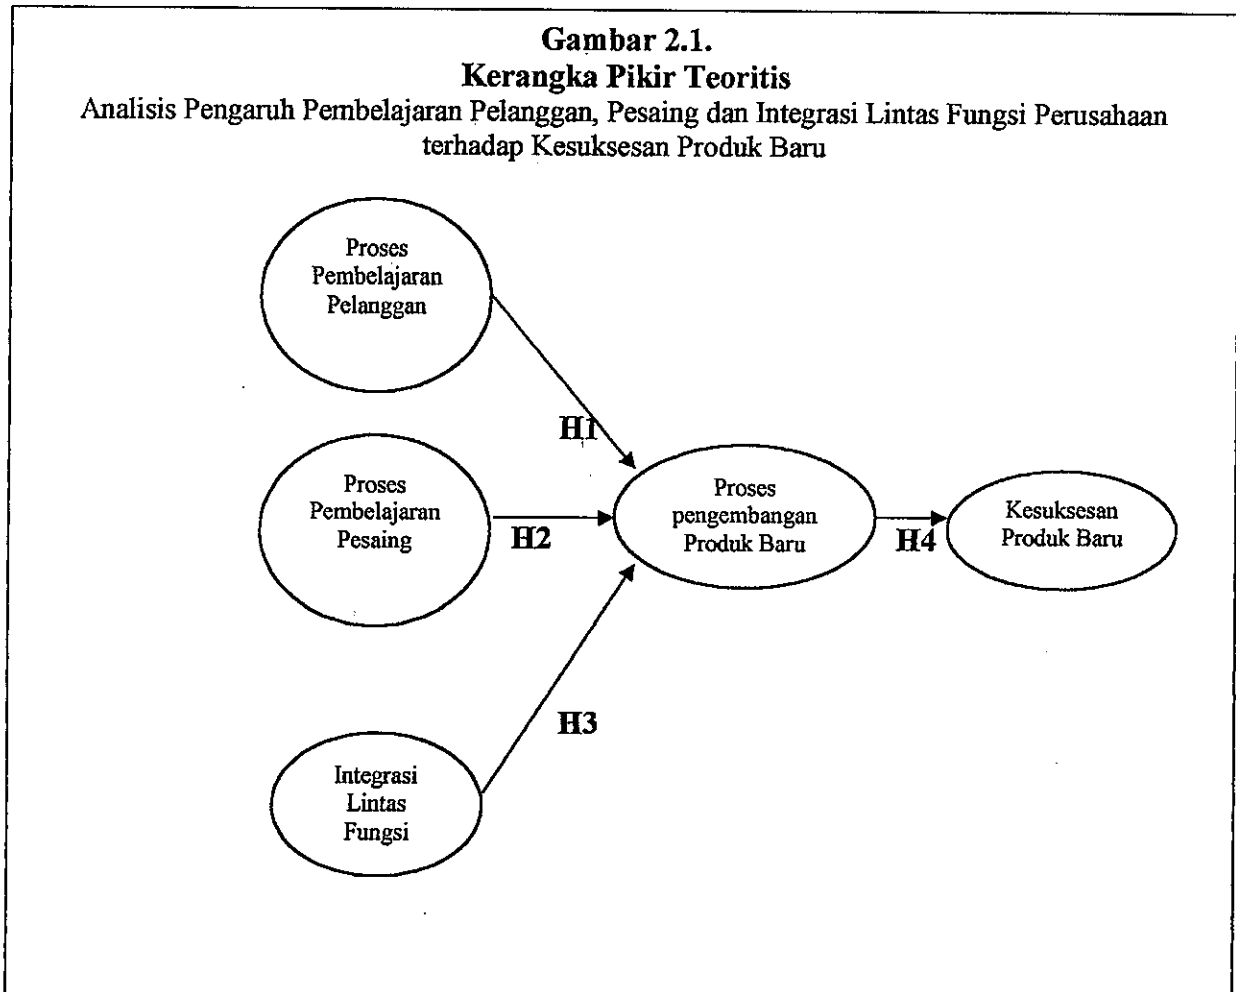 Gambar 2.1.
Kerangka Pikir Teoritis
Analisis Pengaruh Pembelajaran Pelanggan, Pesaing dan Integrasi Lintas Fungsi Perusahaan
terhadap Kesuksesan Produk Baru
Proses
Pembelajaran
Pelanggan
H1
Proses
Pembelajaran
Pesaing
H2
Proses
pengembangan
Produk Baru
H4
Kesuksesan
Produk Baru
H3
Integrasi
Lintas
Fungsi